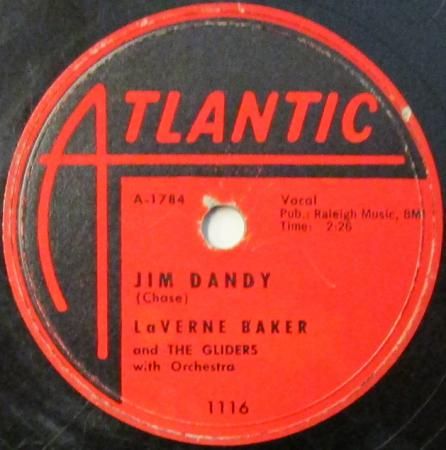 ATLANTIC
A-1784
Vocal
Pub.: Raleigh Music, BMI
Time: 2:26
JIM DANDY
(Chase)
LaVERNE BAKER
and THE GLIDERS
with Orchestra
1116